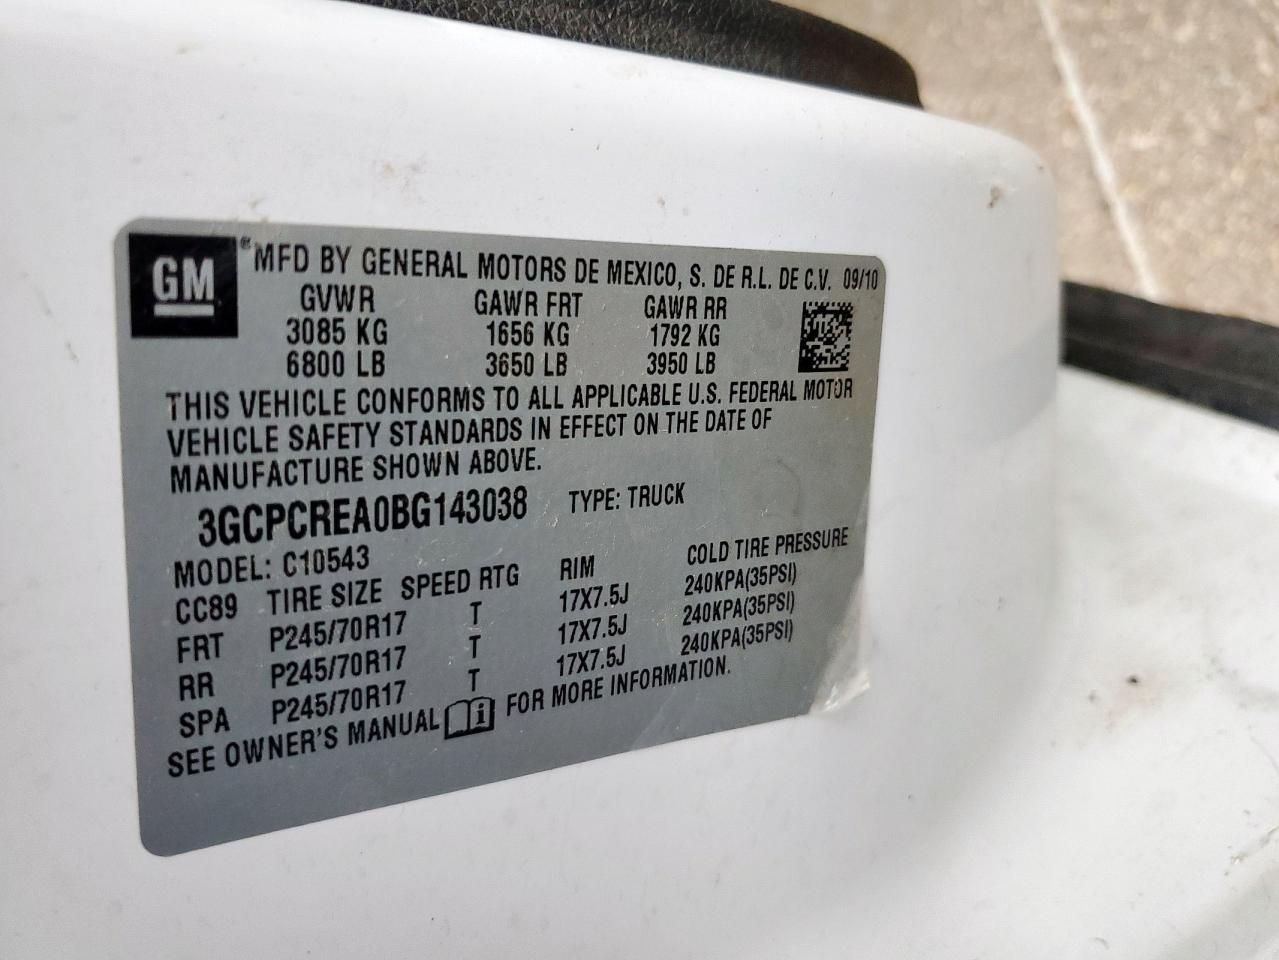 GM
® MFD BY GENERAL MOTORS DE MEXICO, S. DE R.L. DE C.V. 09/10
GVWR GAWR FRT GAWR RR
3085 KG 1656 KG 1792 KG
6800 LB 3650 LB 3950 LB
THIS VEHICLE CONFORMS TO ALL APPLICABLE U.S. FEDERAL MOTOR
VEHICLE SAFETY STANDARDS IN EFFECT ON THE DATE OF
MANUFACTURE SHOWN ABOVE.
3GCPCREA0BG143038 TYPE: TRUCK
MODEL: C10543
CC89 TIRE SIZE SPEED RTG RIM COLD TIRE PRESSURE
FRT P245/70R17 T 17X7.5J 240KPA(35PSI)
RR P245/70R17 T 17X7.5J 240KPA(35PSI)
SPA P245/70R17 T 17X7.5J 240KPA(35PSI)
SEE OWNER'S MANUAL i FOR MORE INFORMATION.